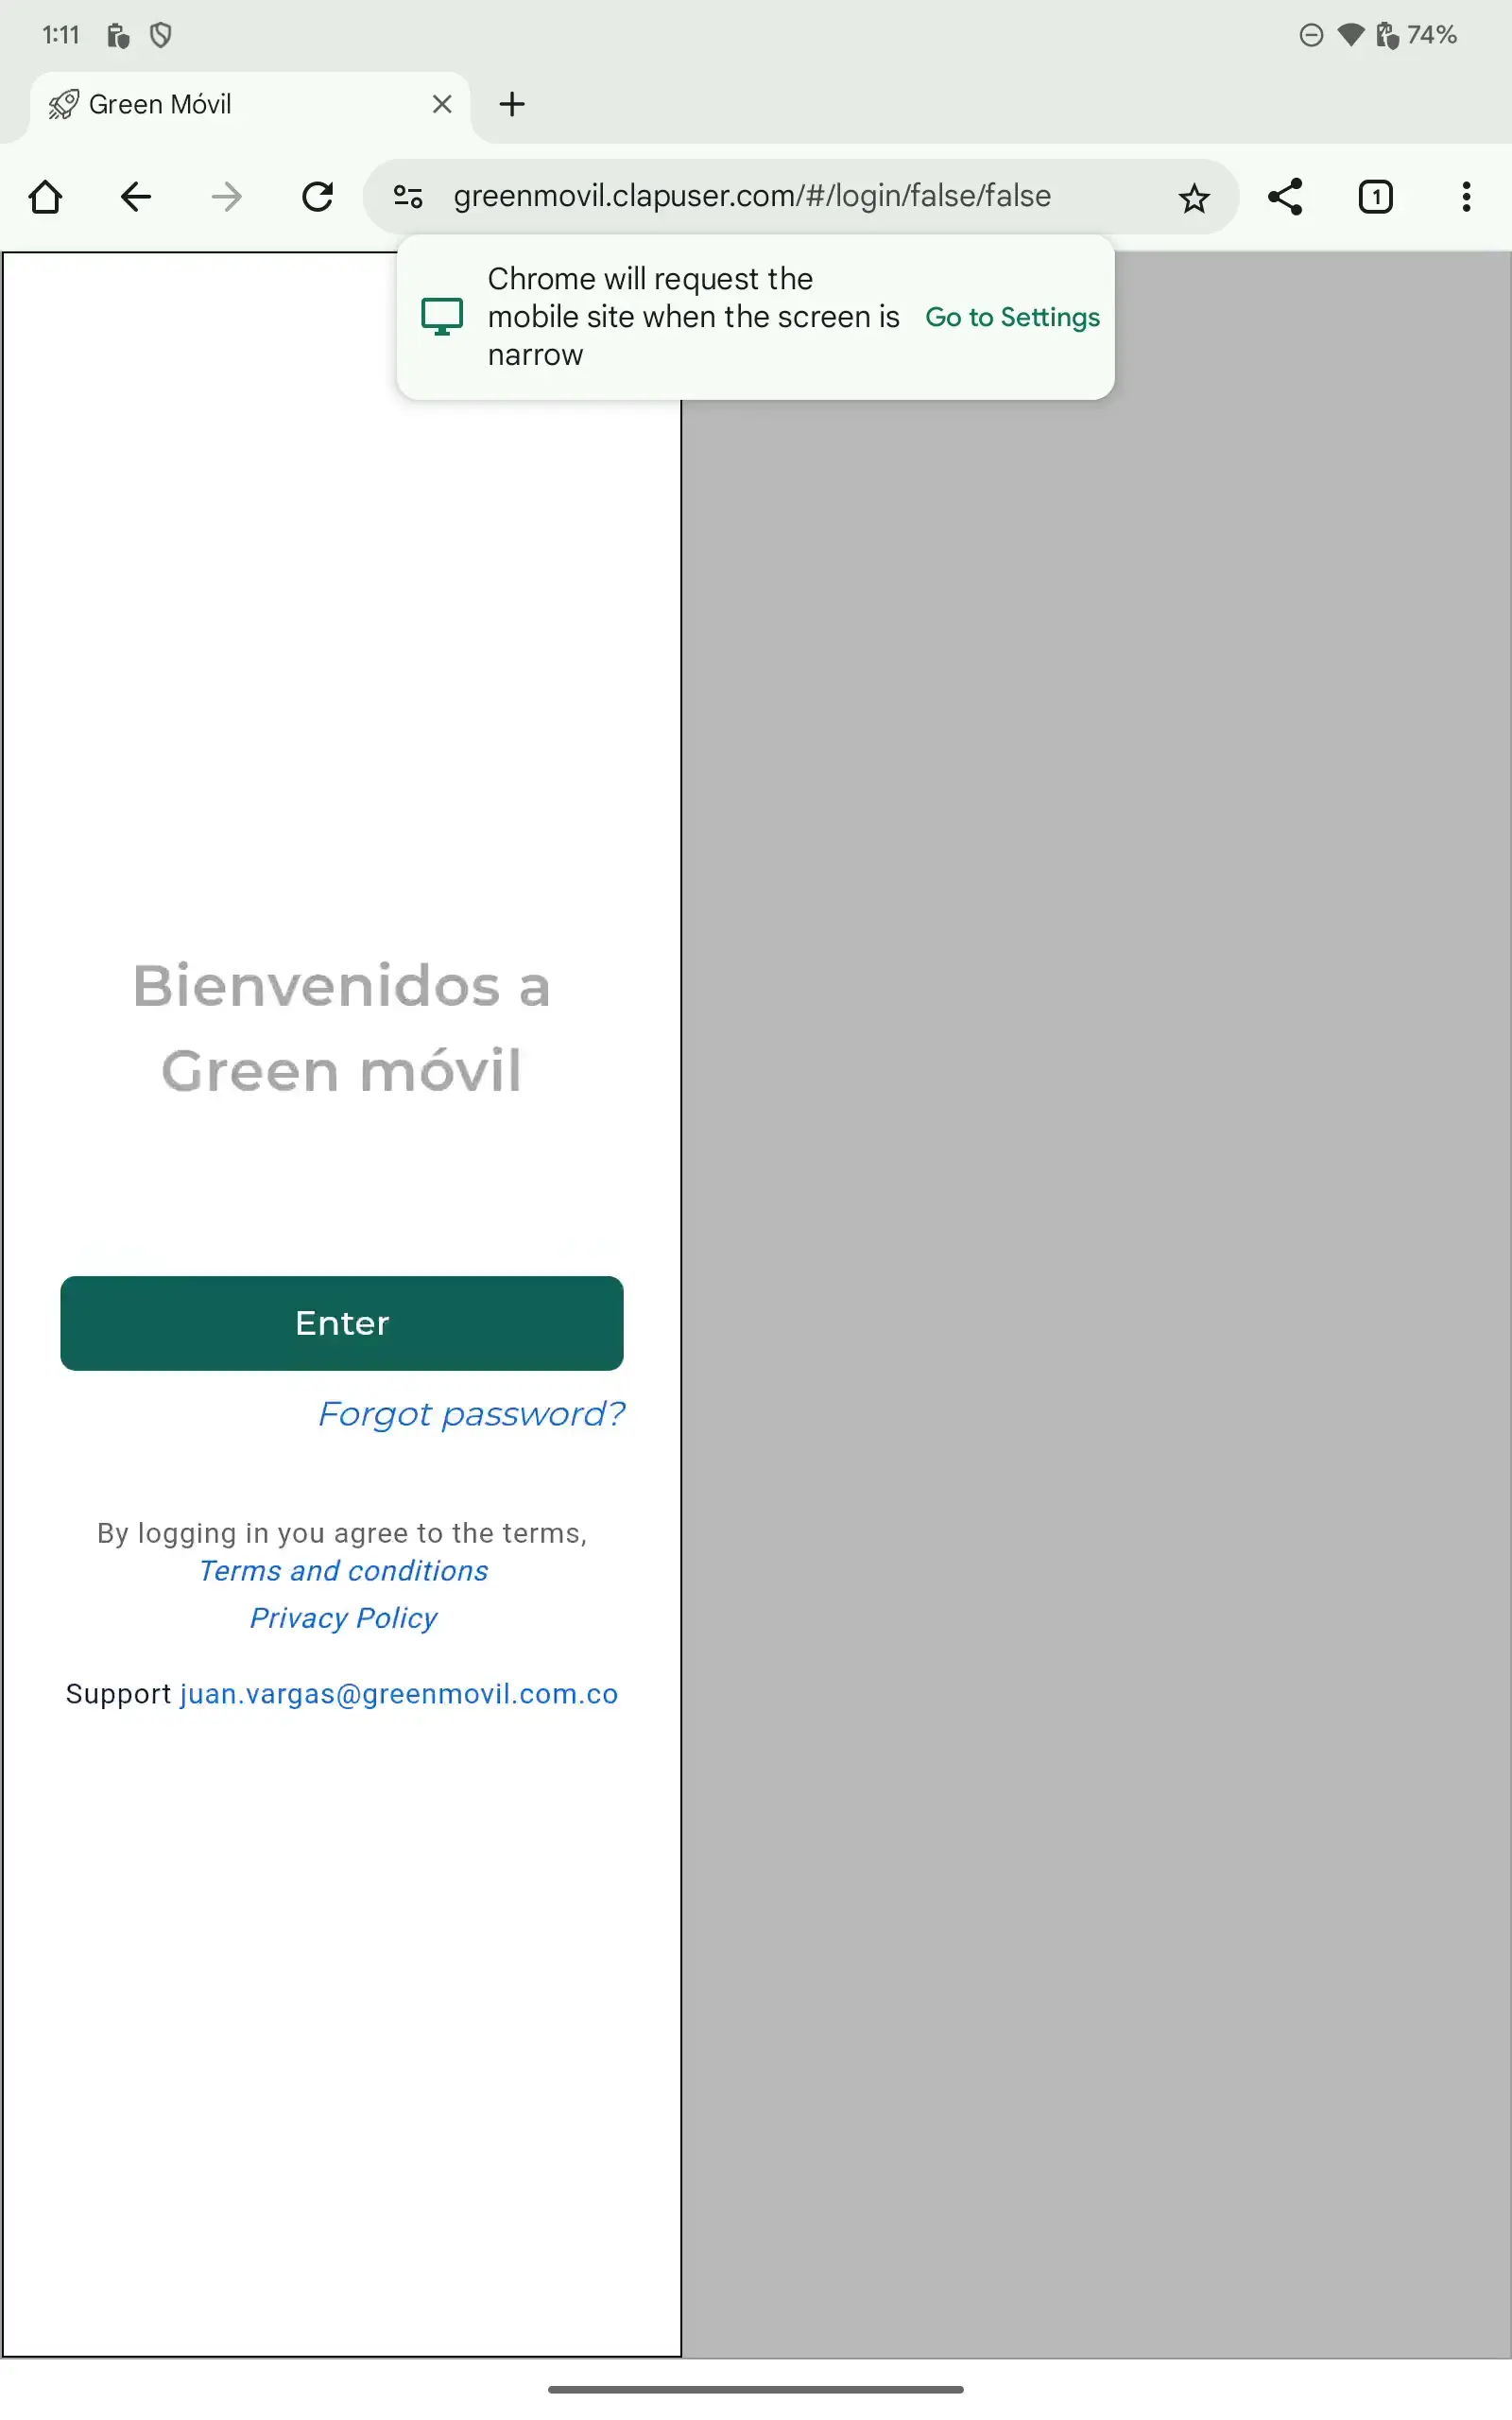 1:11
74%
Green Móvil
greenmovil.clapuser.com/#/login/false/false
1
Chrome will request the
mobile site when the screen is
narrow
Go to Settings
Bienvenidos a
Green móvil
Enter
Forgot password?
By logging in you agree to the terms,
Terms and conditions
Privacy Policy
Support juan.vargas@greenmovil.com.co